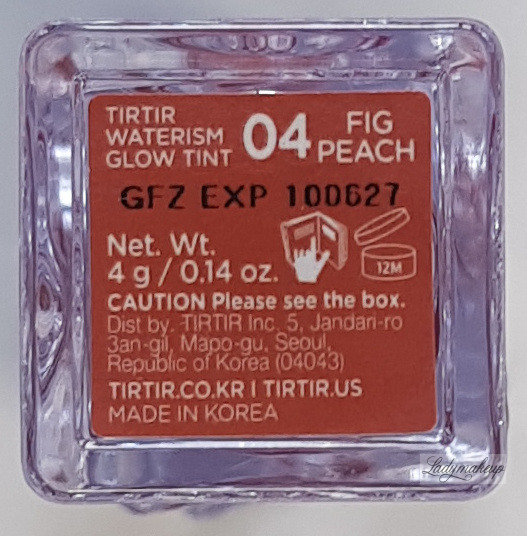 TIRTIR
WATERISM
GLOW TINT
04 FIG
PEACH
GFZ EXP 100627
Net. Wt.
4 g / 0.14 oz.
12M
CAUTION Please see the box.
Dist by. TIRTIR Inc. 5, Jandari-ro
3an-gil, Mapo-gu, Seoul,
Republic of Korea (04043)
TIRTIR.CO.KR I TIRTIR.US
MADE IN KOREA
Ladymakeup